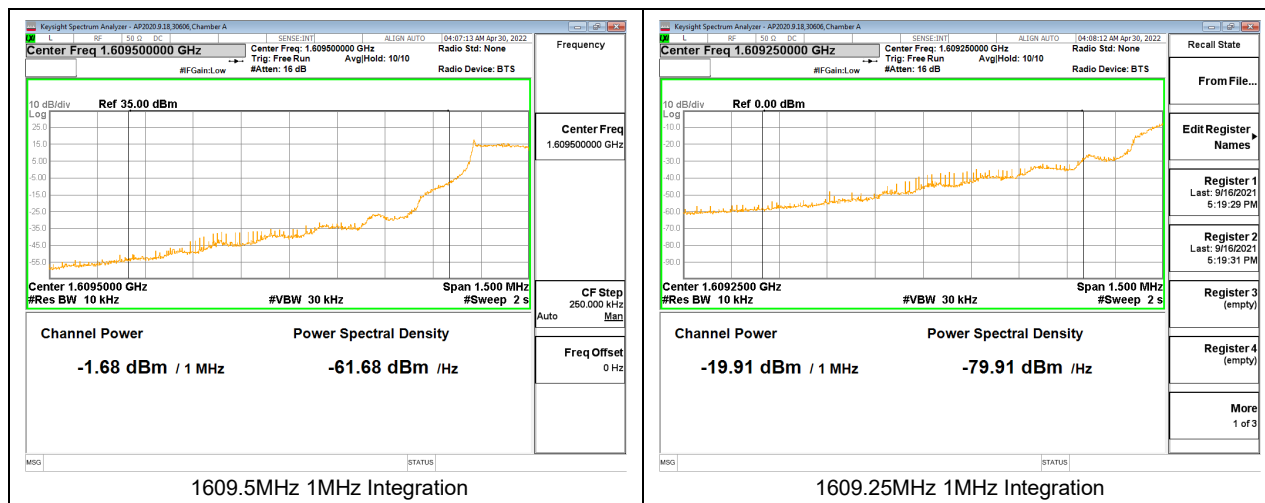 Keysight Spectrum Analyzer - AP2020.9.18,30606,Chamber A
L RF 50 Ω DC SENSE:INT ALIGN AUTO 04:07:13 AM Apr 30, 2022
Center Freq 1.609500000 GHz
Center Freq: 1.609500000 GHz Radio Std: None
Trig: Free Run Avg|Hold: 10/10
#IFGain:Low #Atten: 16 dB Radio Device: BTS
10 dB/div Ref 35.00 dBm
Log
25.0
15.0
5.00
-5.00
-15.0
-25.0
-35.0
-45.0
-55.0
Center 1.6095000 GHz Span 1.500 MHz
#Res BW 10 kHz #VBW 30 kHz #Sweep 2 s
Channel Power Power Spectral Density
-1.68 dBm / 1 MHz -61.68 dBm /Hz
MSG STATUS
Frequency
Center Freq
1.609500000 GHz
CF Step
250.000 kHz
Auto Man
Freq Offset
0 Hz
1609.5MHz 1MHz Integration
Keysight Spectrum Analyzer - AP2020.9.18,30606,Chamber A
L RF 50 Ω DC SENSE:INT ALIGN AUTO 04:08:12 AM Apr 30, 2022
Center Freq 1.609250000 GHz
Center Freq: 1.609250000 GHz Radio Std: None
Trig: Free Run Avg|Hold: 10/10
#IFGain:Low #Atten: 16 dB Radio Device: BTS
10 dB/div Ref 0.00 dBm
Log
-10.0
-20.0
-30.0
-40.0
-50.0
-60.0
-70.0
-80.0
-90.0
Center 1.6092500 GHz Span 1.500 MHz
#Res BW 10 kHz #VBW 30 kHz #Sweep 2 s
Channel Power Power Spectral Density
-19.91 dBm / 1 MHz -79.91 dBm /Hz
MSG STATUS
Recall State
From File...
Edit Register
Names
Register 1
Last: 9/16/2021
5:19:29 PM
Register 2
Last: 9/16/2021
5:19:31 PM
Register 3
(empty)
Register 4
(empty)
More
1 of 3
1609.25MHz 1MHz Integration